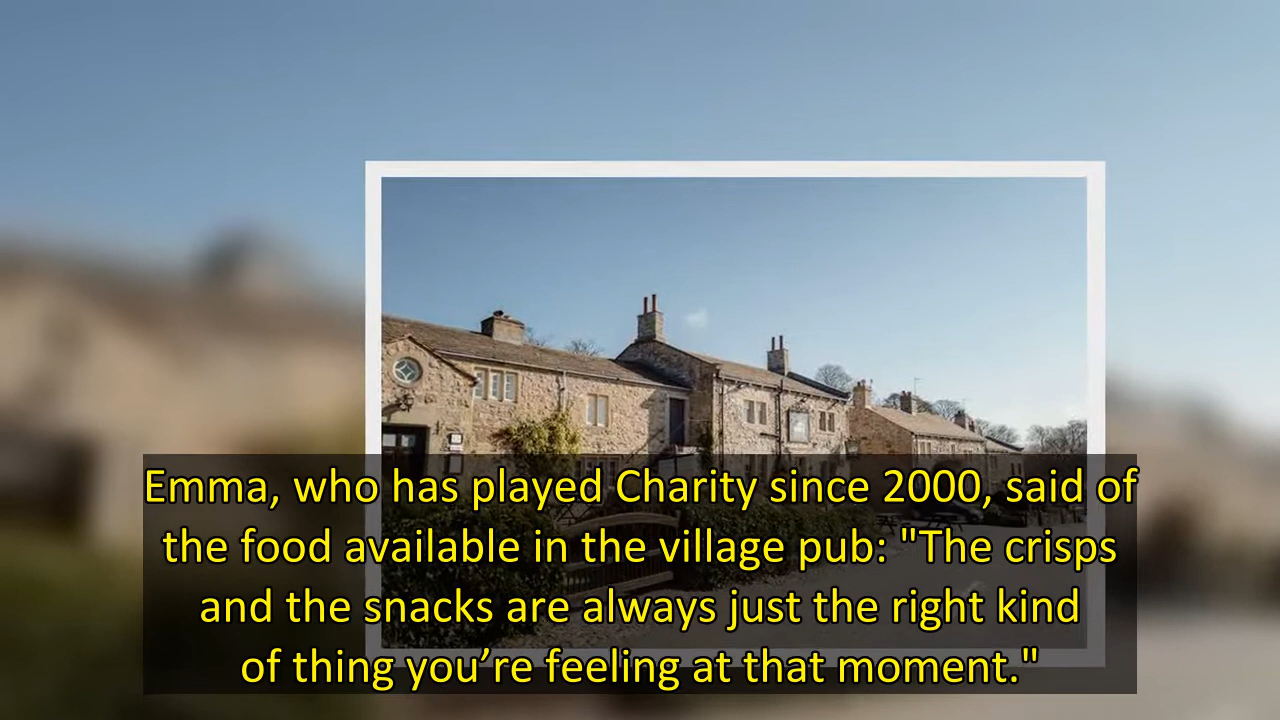 Emma, who has played Charity since 2000, said of
the food available in the village pub: "The crisps
and the snacks are always just the right kind
of thing you’re feeling at that moment."